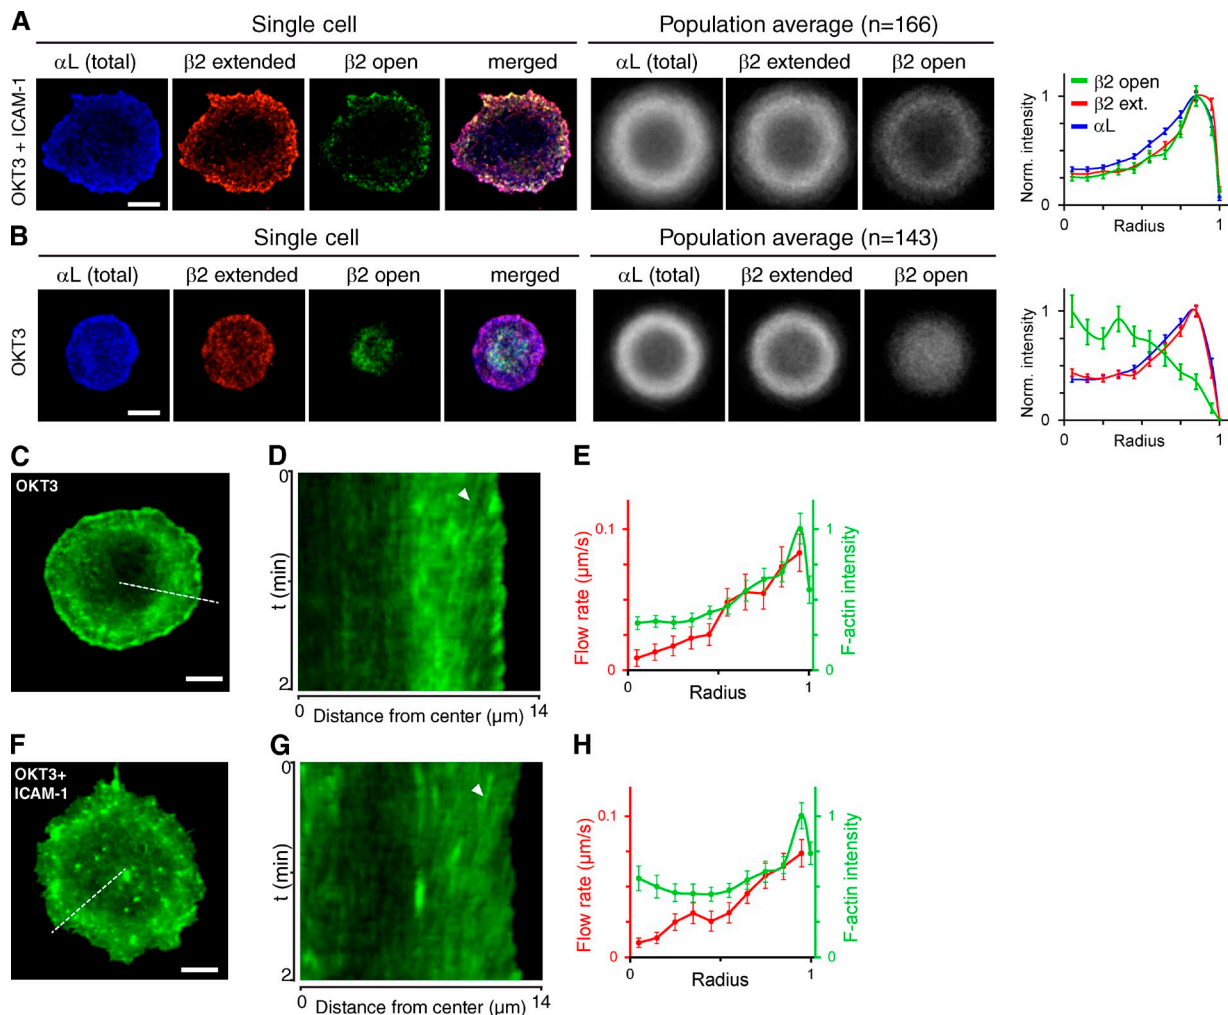 A
Single cell
Population average (n=166)
αL (total)
β2 extended
β2 open
merged
αL (total)
β2 extended
β2 open
OKT3 + ICAM-1
Norm. intensity
1
0
β2 open
β2 ext.
αL
0
Radius
1
B
Single cell
Population average (n=143)
αL (total)
β2 extended
β2 open
merged
αL (total)
β2 extended
β2 open
OKT3
Norm. intensity
1
0
0
Radius
1
C
OKT3
D
0
t (min)
2
0
Distance from center (µm)
14
E
Flow rate (µm/s)
0.1
0
F-actin intensity
1
0
0
Radius
1
F
OKT3+
ICAM-1
G
0
t (min)
2
0
Distance from center (µm)
14
H
Flow rate (µm/s)
0.1
0
F-actin intensity
1
0
0
Radius
1